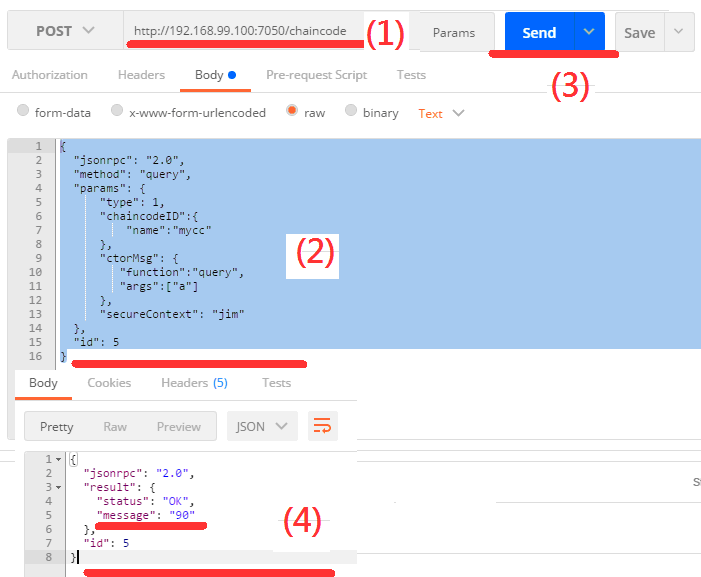 POST http://192.168.99.100:7050/chaincode (1) Params Send Save
Authorization Headers Body Pre-request Script Tests
(3)
form-data x-www-form-urlencoded raw binary Text
1 {
2 "jsonrpc": "2.0",
3 "method": "query",
4 "params": {
5 "type": 1,
6 "chaincodeID":{
7 "name":"mycc"
8 },
(2)
9 "ctorMsg": {
10 "function":"query",
11 "args":["a"]
12 },
13 "secureContext": "jim"
14 },
15 "id": 5
16 }
Body Cookies Headers (5) Tests
Pretty Raw Preview JSON
1 {
2 "jsonrpc": "2.0",
3 "result": {
4 "status": "OK",
5 "message": "90"
(4)
6 },
7 "id": 5
8 }